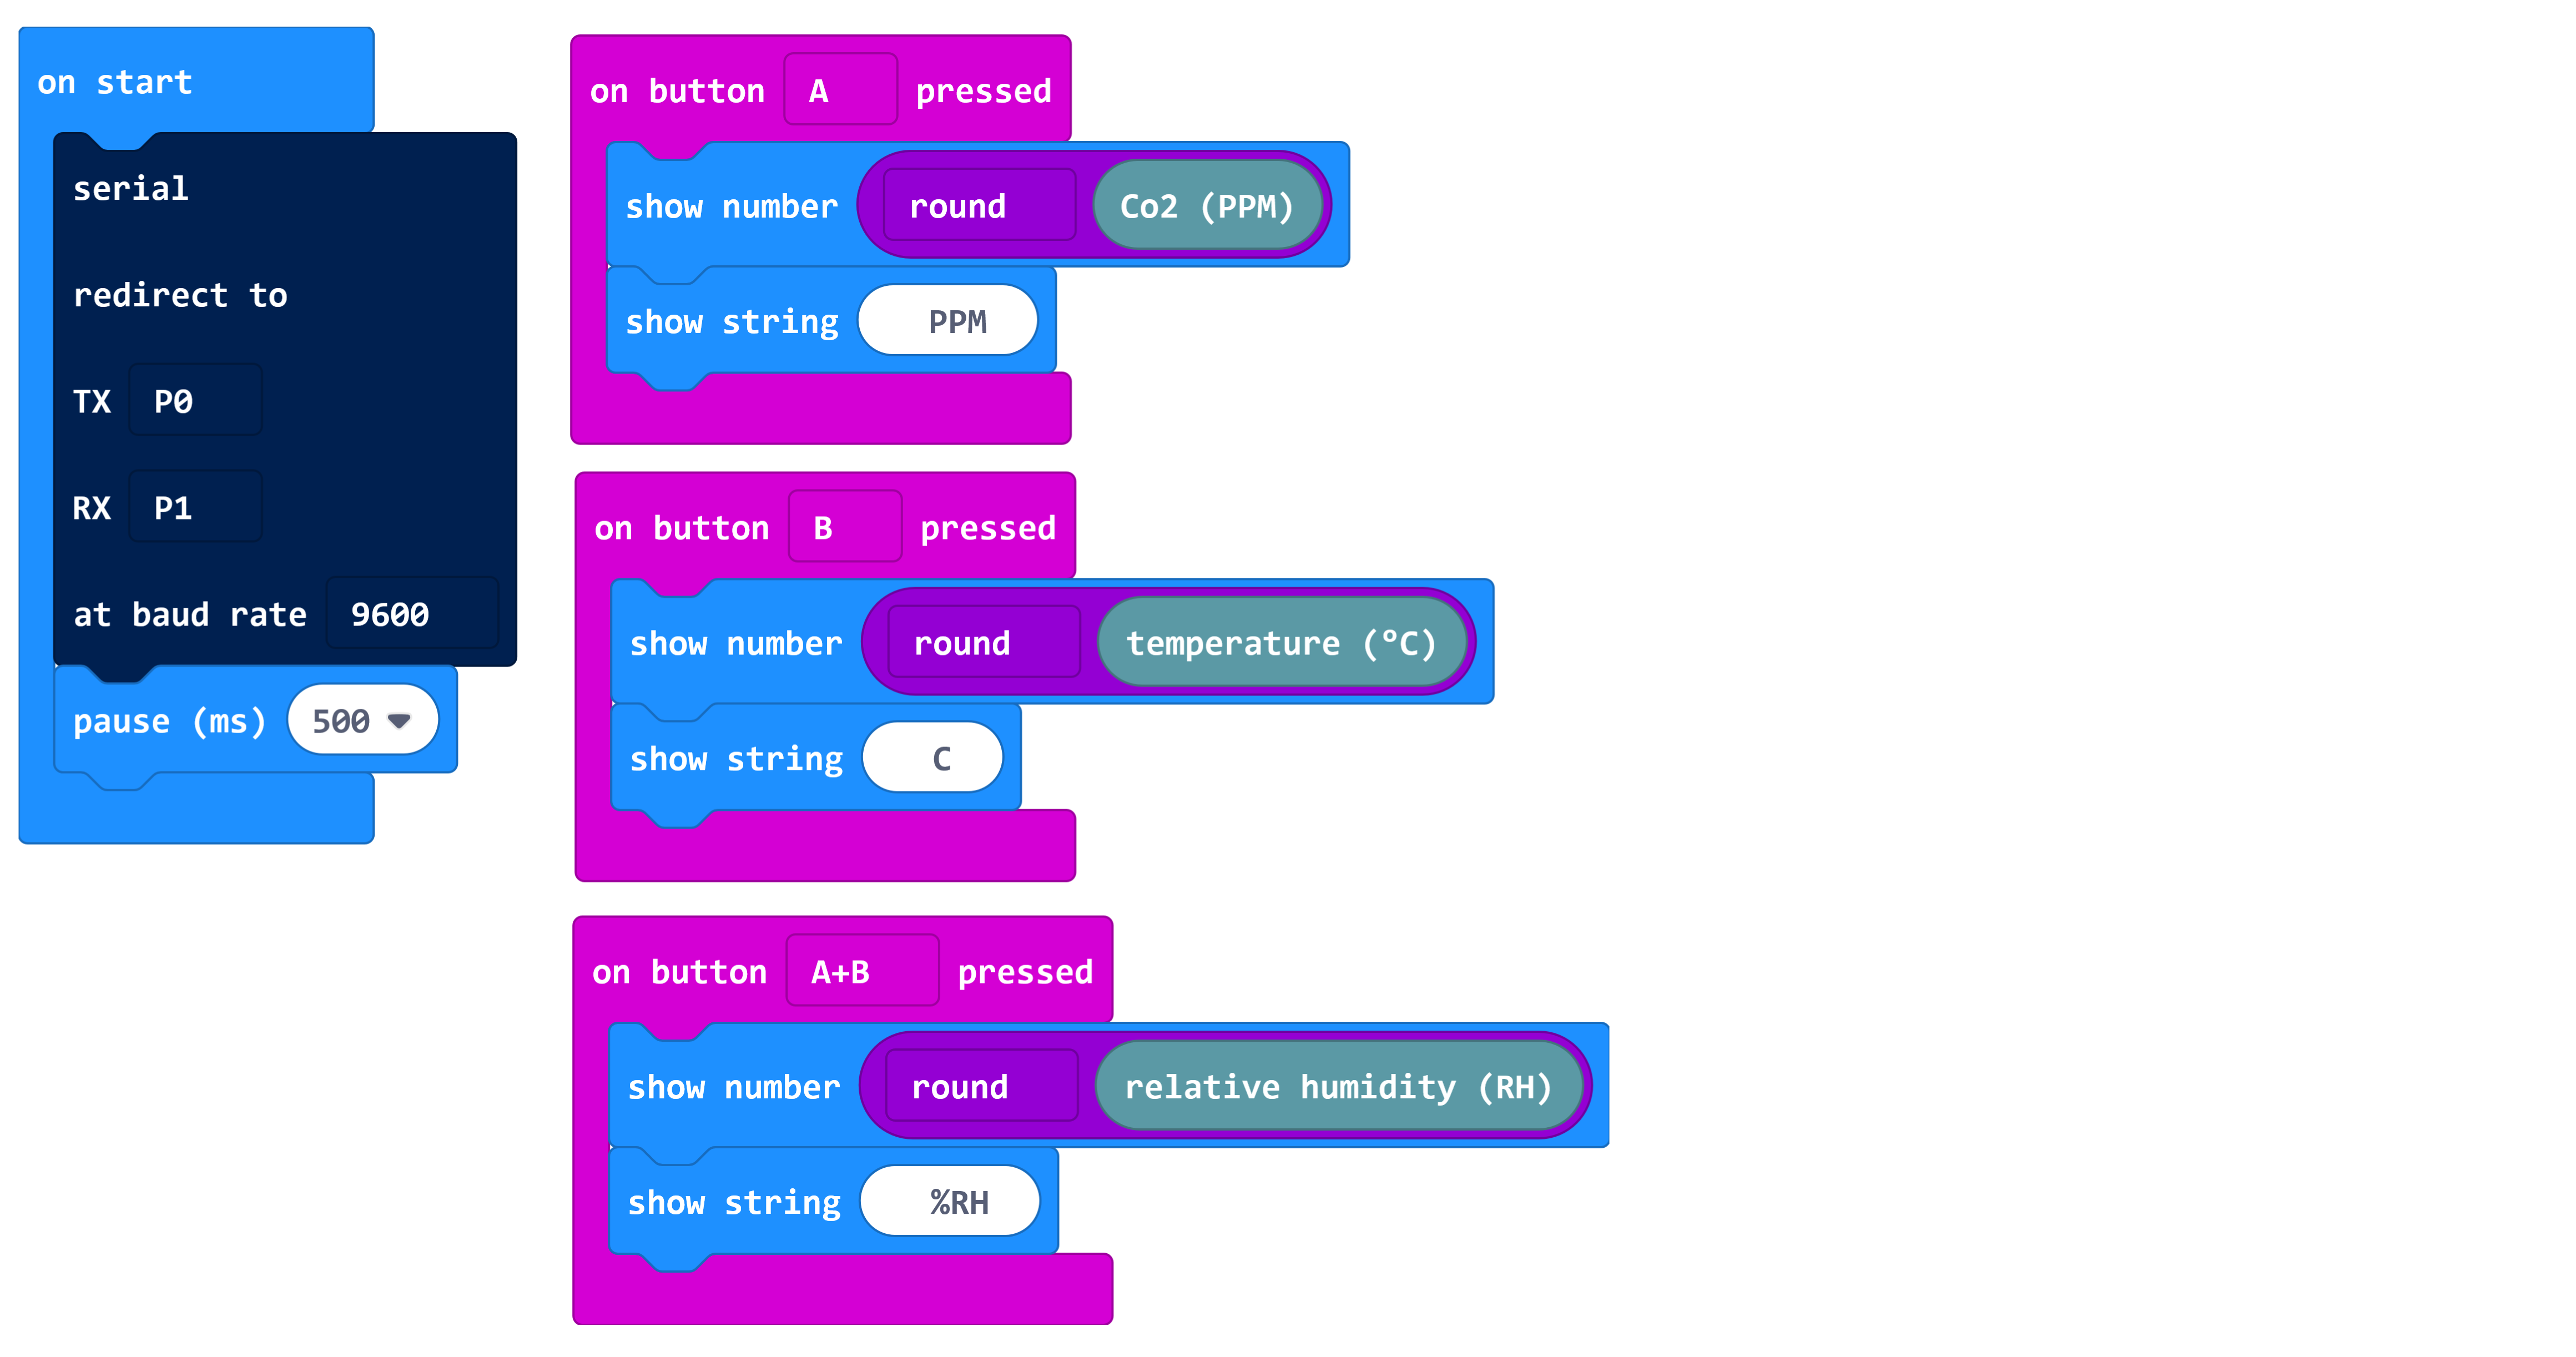 on start
serial
redirect to
TX P0
RX P1
at baud rate 9600
pause (ms) 500
on button A pressed
show number round Co2 (PPM)
show string PPM
on button B pressed
show number round temperature (ºC)
show string C
on button A+B pressed
show number round relative humidity (RH)
show string %RH